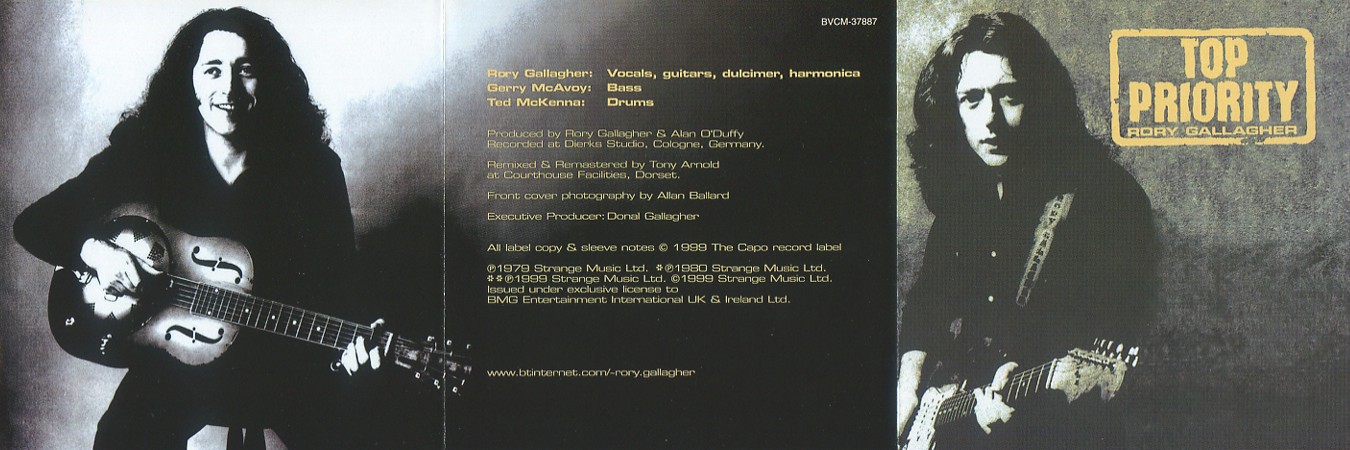 BVCM-37887
Rory Gallagher: Vocals, guitars, dulcimer, harmonica
Gerry McAvoy: Bass
Ted McKenna: Drums
Produced by Rory Gallagher & Alan O'Duffy
Recorded at Dierks Studio, Cologne, Germany.
Remixed & Remastered by Tony Arnold
at Courthouse Facilities, Dorset.
Front cover photography by Allan Ballard
Executive Producer: Donal Gallagher
All label copy & sleeve notes © 1999 The Capo record label
℗1979 Strange Music Ltd. *℗1980 Strange Music Ltd.
**℗1999 Strange Music Ltd. ©1999 Strange Music Ltd.
Issued under exclusive license to
BMG Entertainment International UK & Ireland Ltd.
www.btinternet.com/~rory.gallagher
TOP
PRIORITY
RORY GALLAGHER